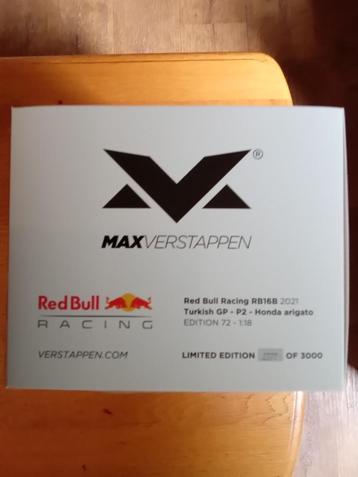 ®
MAXVERSTAPPEN
Red Bull
RACING
VERSTAPPEN.COM
Red Bull Racing RB16B 2021
Turkish GP - P2 - Honda arigato
EDITION 72 - 1:18
LIMITED EDITION OF 3000